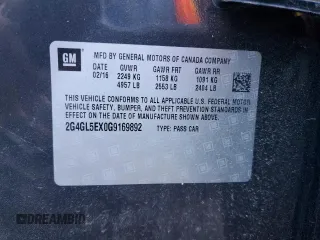 GM
MFD BY GENERAL MOTORS OF CANADA COMPANY
DATE GVWR GAWR FRT GAWR RR
02/16 2249 KG 1158 KG 1091 KG
4957 LB 2553 LB 2404 LB
THIS VEHICLE CONFORMS TO ALL APPLICABLE U.S. FEDERAL MOTOR
VEHICLE SAFETY, BUMPER, AND THEFT PREVENTION STANDARDS
IN EFFECT ON THE DATE OF MANUFACTURE SHOWN ABOVE.
2G4GL5EX0G9169892 TYPE: PASS CAR
DREAMBID